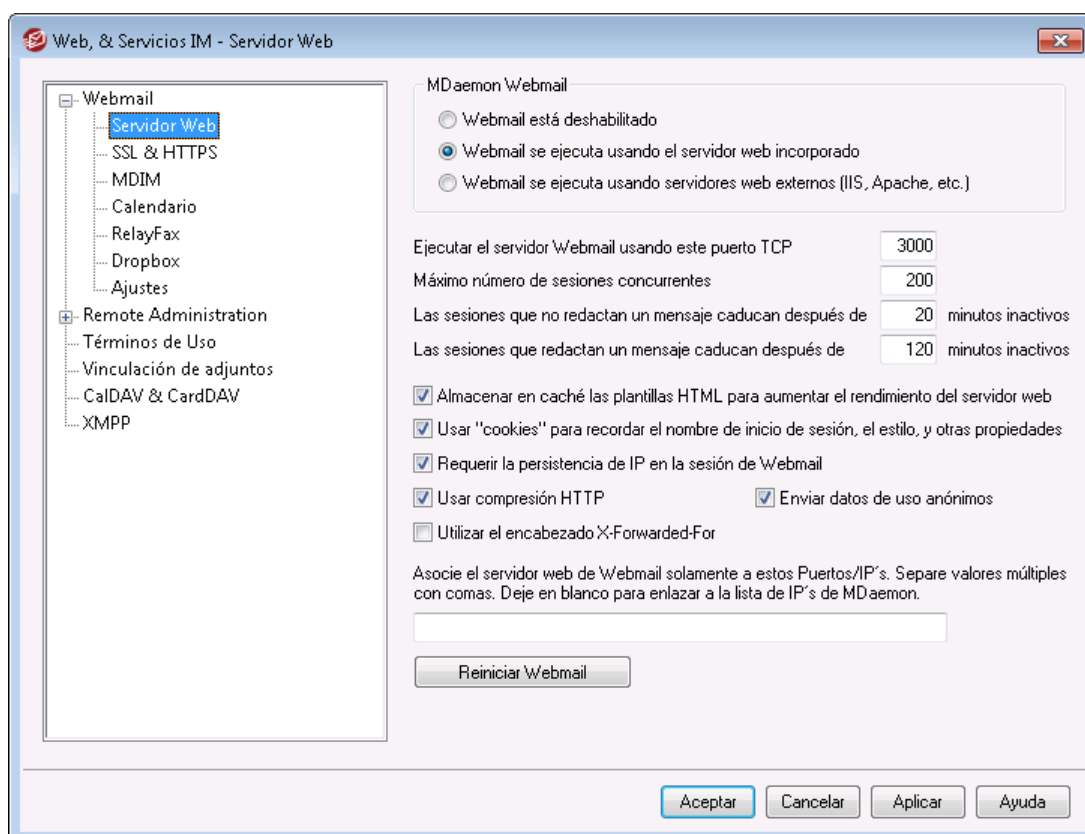 Web, & Servicios IM - Servidor Web
Webmail
Servidor Web
SSL & HTTPS
MDIM
Calendario
RelayFax
Dropbox
Ajustes
Remote Administration
Términos de Uso
Vinculación de adjuntos
CalDAV & CardDAV
XMPP
MDaemon Webmail
Webmail está deshabilitado
Webmail se ejecuta usando el servidor web incorporado
Webmail se ejecuta usando servidores web externos (IIS, Apache, etc.)
Ejecutar el servidor Webmail usando este puerto TCP 3000
Máximo número de sesiones concurrentes 200
Las sesiones que no redactan un mensaje caducan después de 20 minutos inactivos
Las sesiones que redactan un mensaje caducan después de 120 minutos inactivos
Almacenar en caché las plantillas HTML para aumentar el rendimiento del servidor web
Usar "cookies" para recordar el nombre de inicio de sesión, el estilo, y otras propiedades
Requerir la persistencia de IP en la sesión de Webmail
Usar compresión HTTP Enviar datos de uso anónimos
Utilizar el encabezado X-Forwarded-For
Asocie el servidor web de Webmail solamente a estos Puertos/IP´s. Separe valores múltiples
con comas. Deje en blanco para enlazar a la lista de IP´s de MDaemon.
Reiniciar Webmail
Aceptar Cancelar Aplicar Ayuda